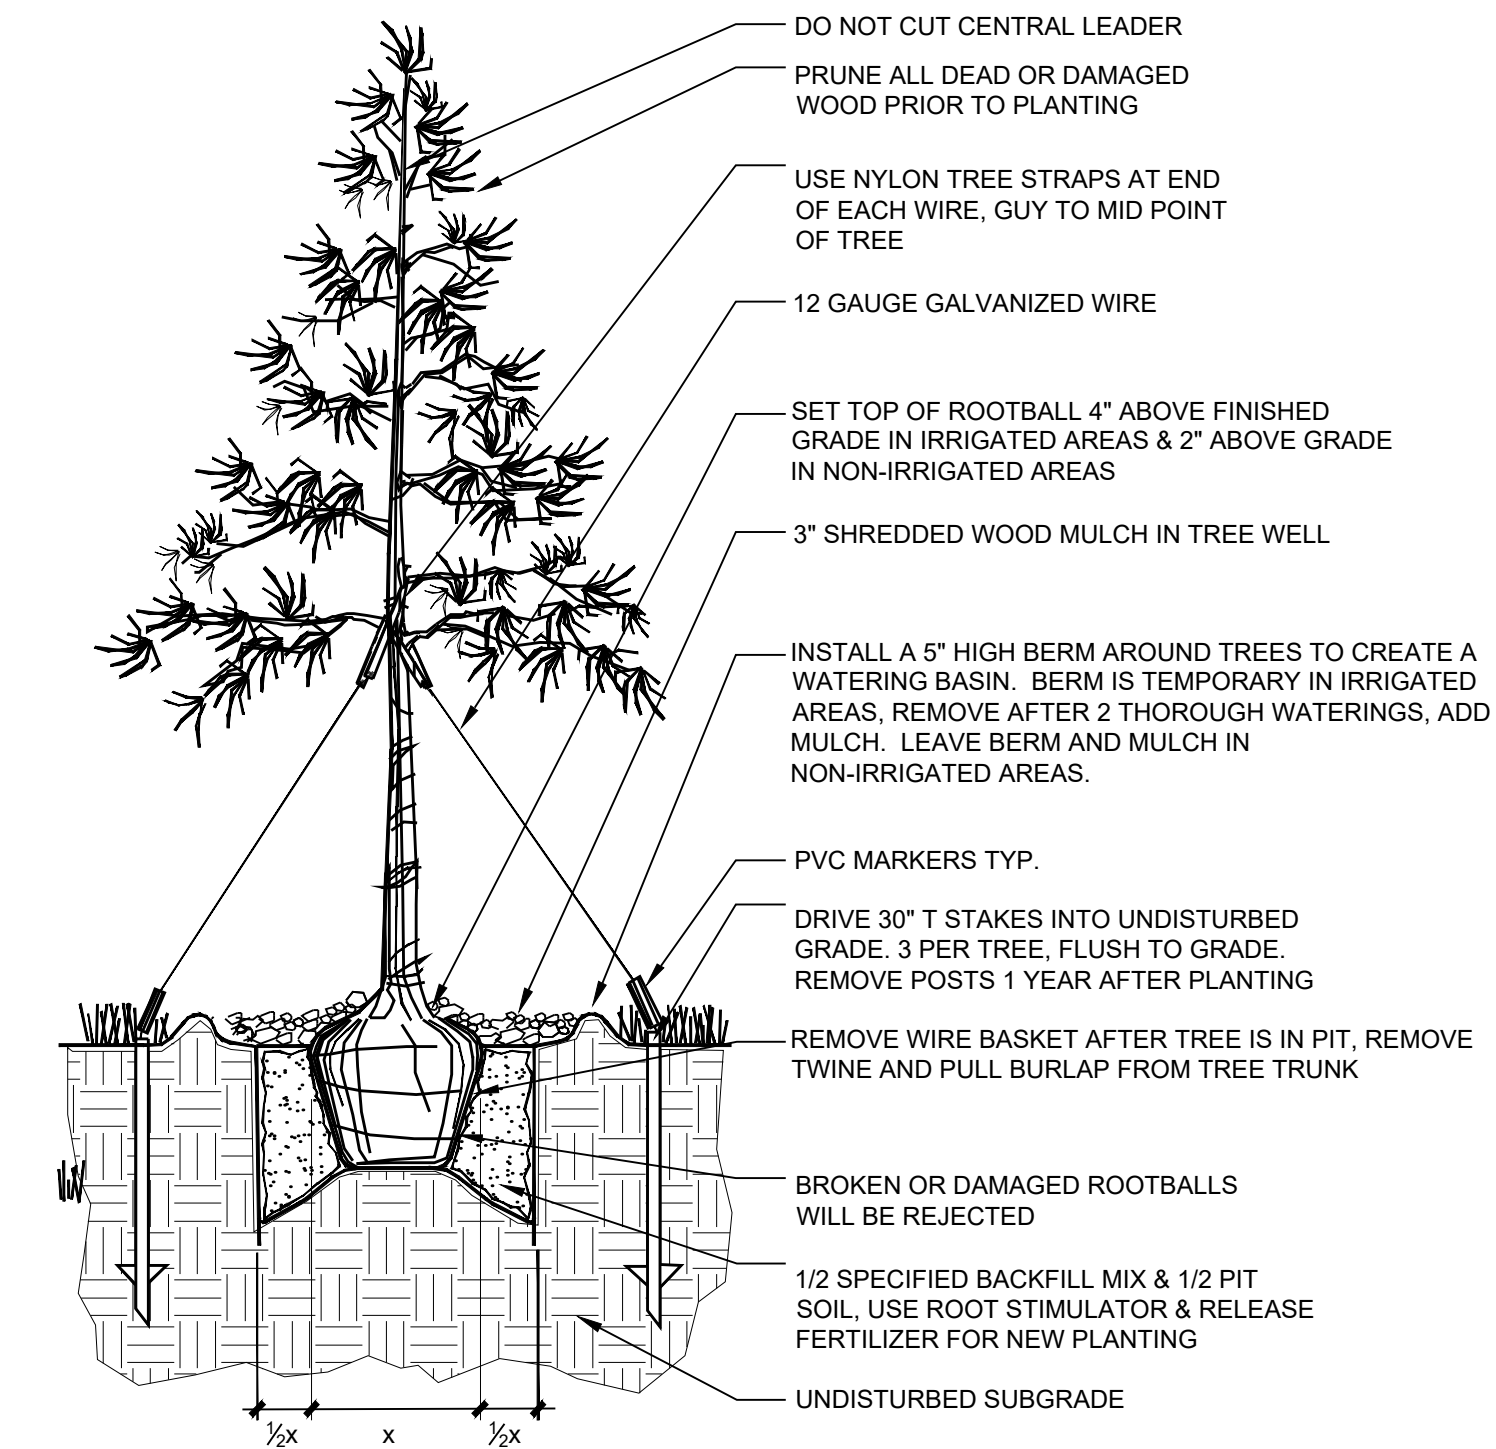 DO NOT CUT CENTRAL LEADER
PRUNE ALL DEAD OR DAMAGED
WOOD PRIOR TO PLANTING
USE NYLON TREE STRAPS AT END
OF EACH WIRE, GUY TO MID POINT
OF TREE
12 GAUGE GALVANIZED WIRE
SET TOP OF ROOTBALL 4" ABOVE FINISHED
GRADE IN IRRIGATED AREAS & 2" ABOVE GRADE
IN NON-IRRIGATED AREAS
3" SHREDDED WOOD MULCH IN TREE WELL
INSTALL A 5" HIGH BERM AROUND TREES TO CREATE A
WATERING BASIN. BERM IS TEMPORARY IN IRRIGATED
AREAS, REMOVE AFTER 2 THOROUGH WATERINGS, ADD
MULCH. LEAVE BERM AND MULCH IN
NON-IRRIGATED AREAS.
PVC MARKERS TYP.
DRIVE 30" T STAKES INTO UNDISTURBED
GRADE. 3 PER TREE, FLUSH TO GRADE.
REMOVE POSTS 1 YEAR AFTER PLANTING
REMOVE WIRE BASKET AFTER TREE IS IN PIT, REMOVE
TWINE AND PULL BURLAP FROM TREE TRUNK
BROKEN OR DAMAGED ROOTBALLS
WILL BE REJECTED
1/2 SPECIFIED BACKFILL MIX & 1/2 PIT
SOIL, USE ROOT STIMULATOR & RELEASE
FERTILIZER FOR NEW PLANTING
UNDISTURBED SUBGRADE
½x x ½x